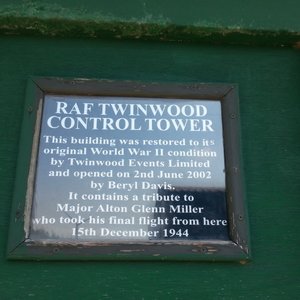 RAF TWINWOOD
CONTROL TOWER
This building was restored to its
original World War II condition
by Twinwood Events Limited
and opened on 2nd June 2002
by Beryl Davis.
It contains a tribute to
Major Alton Glenn Miller
who took his final flight from here
15th December 1944